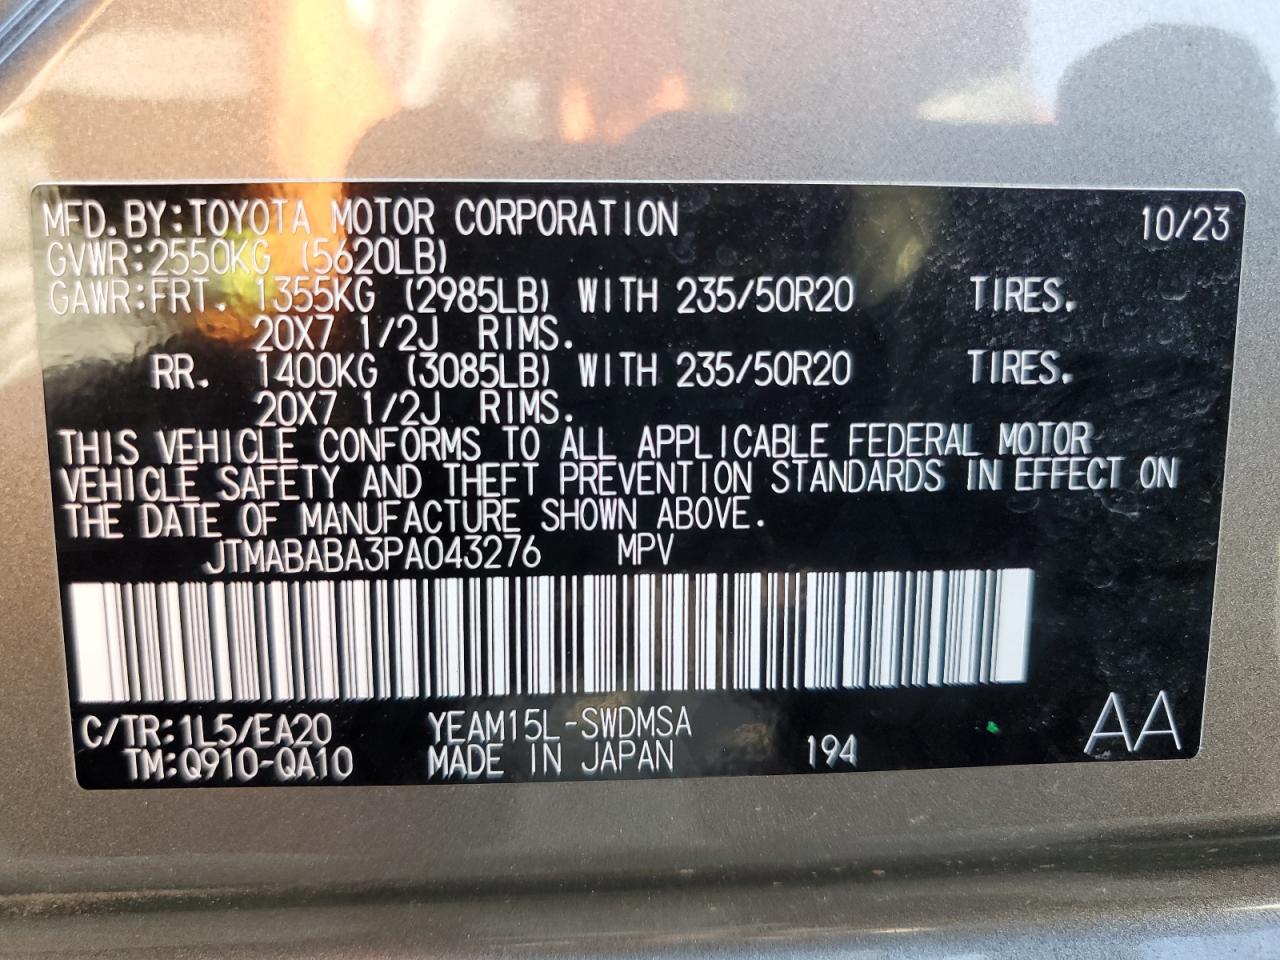 MFD.BY:TOYOTA MOTOR CORPORATION 10/23
GVWR:2550KG (5620LB)
GAWR:FRT. 1355KG (2985LB) WITH 235/50R20 TIRES.
20X7 1/2J RIMS.
RR. 1400KG (3085LB) WITH 235/50R20 TIRES.
20X7 1/2J RIMS.
THIS VEHICLE CONFORMS TO ALL APPLICABLE FEDERAL MOTOR
VEHICLE SAFETY AND THEFT PREVENTION STANDARDS IN EFFECT ON
THE DATE OF MANUFACTURE SHOWN ABOVE.
JTMABABA3PA043276 MPV
C/TR:1L5/EA20 YEAM15L-SWDMSA AA
TM:Q910-QA10 MADE IN JAPAN 194